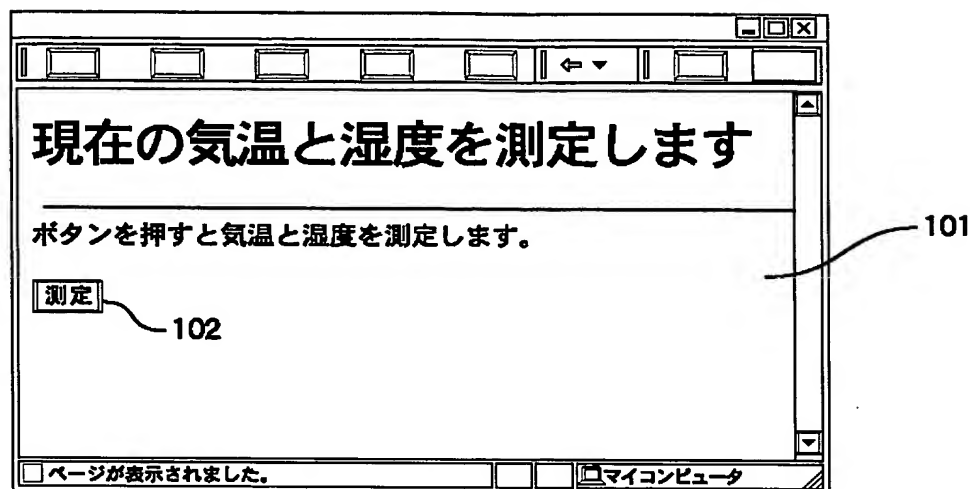 現在の気温と湿度を測定します
ボタンを押すと気温と湿度を測定します。
101
測定
102
ページが表示されました。
マイコンピュータ